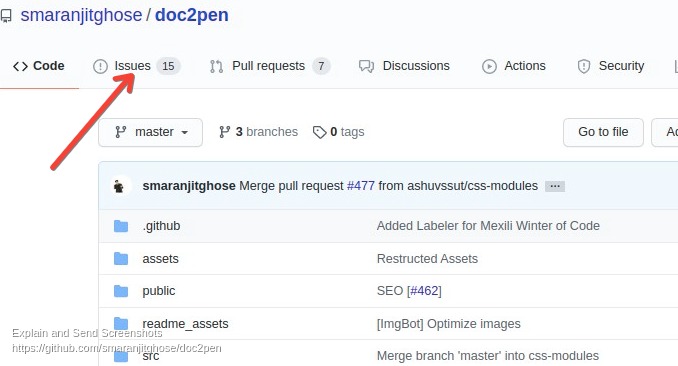 smaranjitghose / doc2pen
Code Issues 15 Pull requests 7 Discussions Actions Security
master 3 branches 0 tags Go to file
smaranjitghose Merge pull request #477 from ashuvssut/css-modules ...
.github Added Labeler for Mexili Winter of Code
assets Restructed Assets
public SEO [#462]
readme_assets [ImgBot] Optimize images
Explain and Send Screenshots
https://github.com/smaranjitghose/doc2pen
src Merge branch 'master' into css-modules